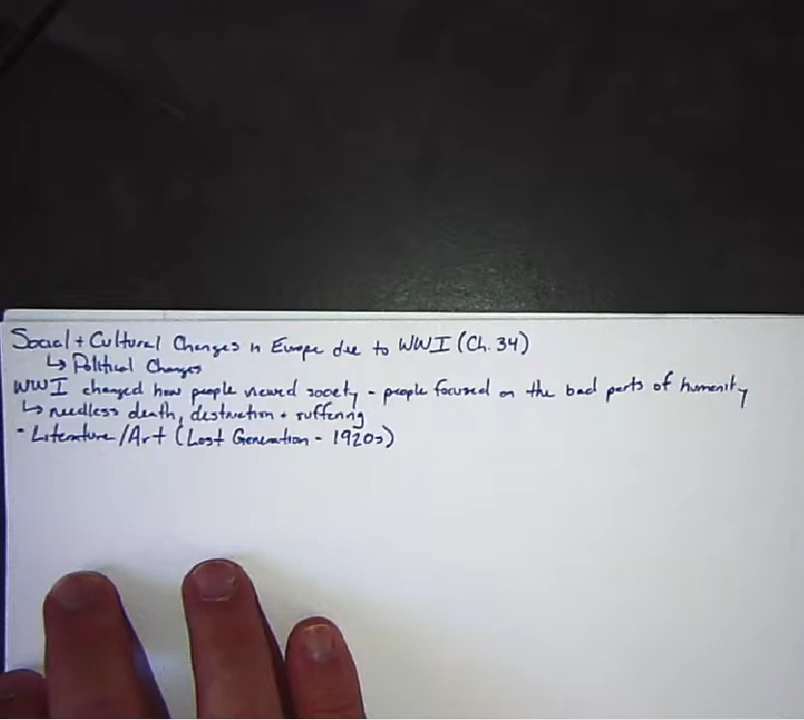 Social + Cultural Changes in Europe due to WWI (Ch. 34)
↳ Political Changes
WWI changed how people viewed society - people focused on the bad parts of humanity
↳ needless death, destruction + suffering
• Literature/Art (Lost Generation - 1920s)